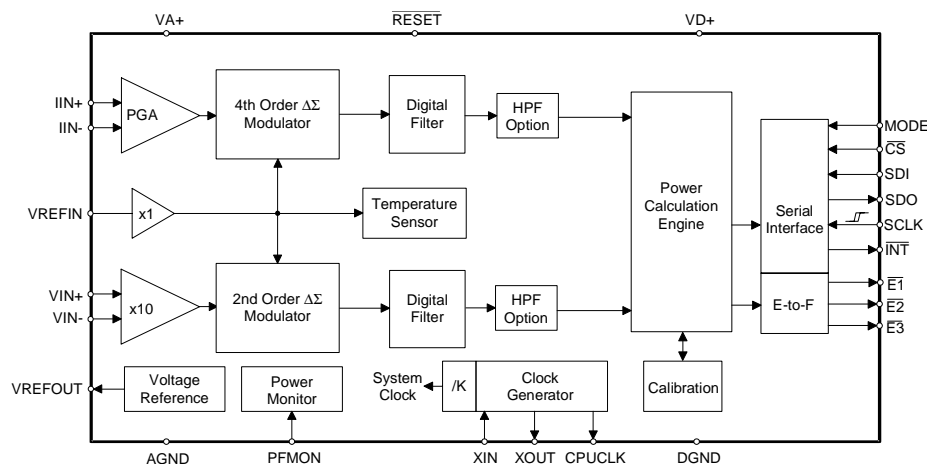 VA+
RESET
VD+
IIN+
IIN-
PGA
4th Order ΔΣ
Modulator
Digital
Filter
HPF
Option
VREFIN
x1
Temperature
Sensor
Power
Calculation
Engine
Serial
Interface
MODE
CS
SDI
SDO
SCLK
INT
VIN+
VIN-
x10
2nd Order ΔΣ
Modulator
Digital
Filter
HPF
Option
E-to-F
E1
E2
E3
VREFOUT
Voltage
Reference
Power
Monitor
System
Clock
/K
Clock
Generator
Calibration
AGND
PFMON
XIN
XOUT
CPUCLK
DGND